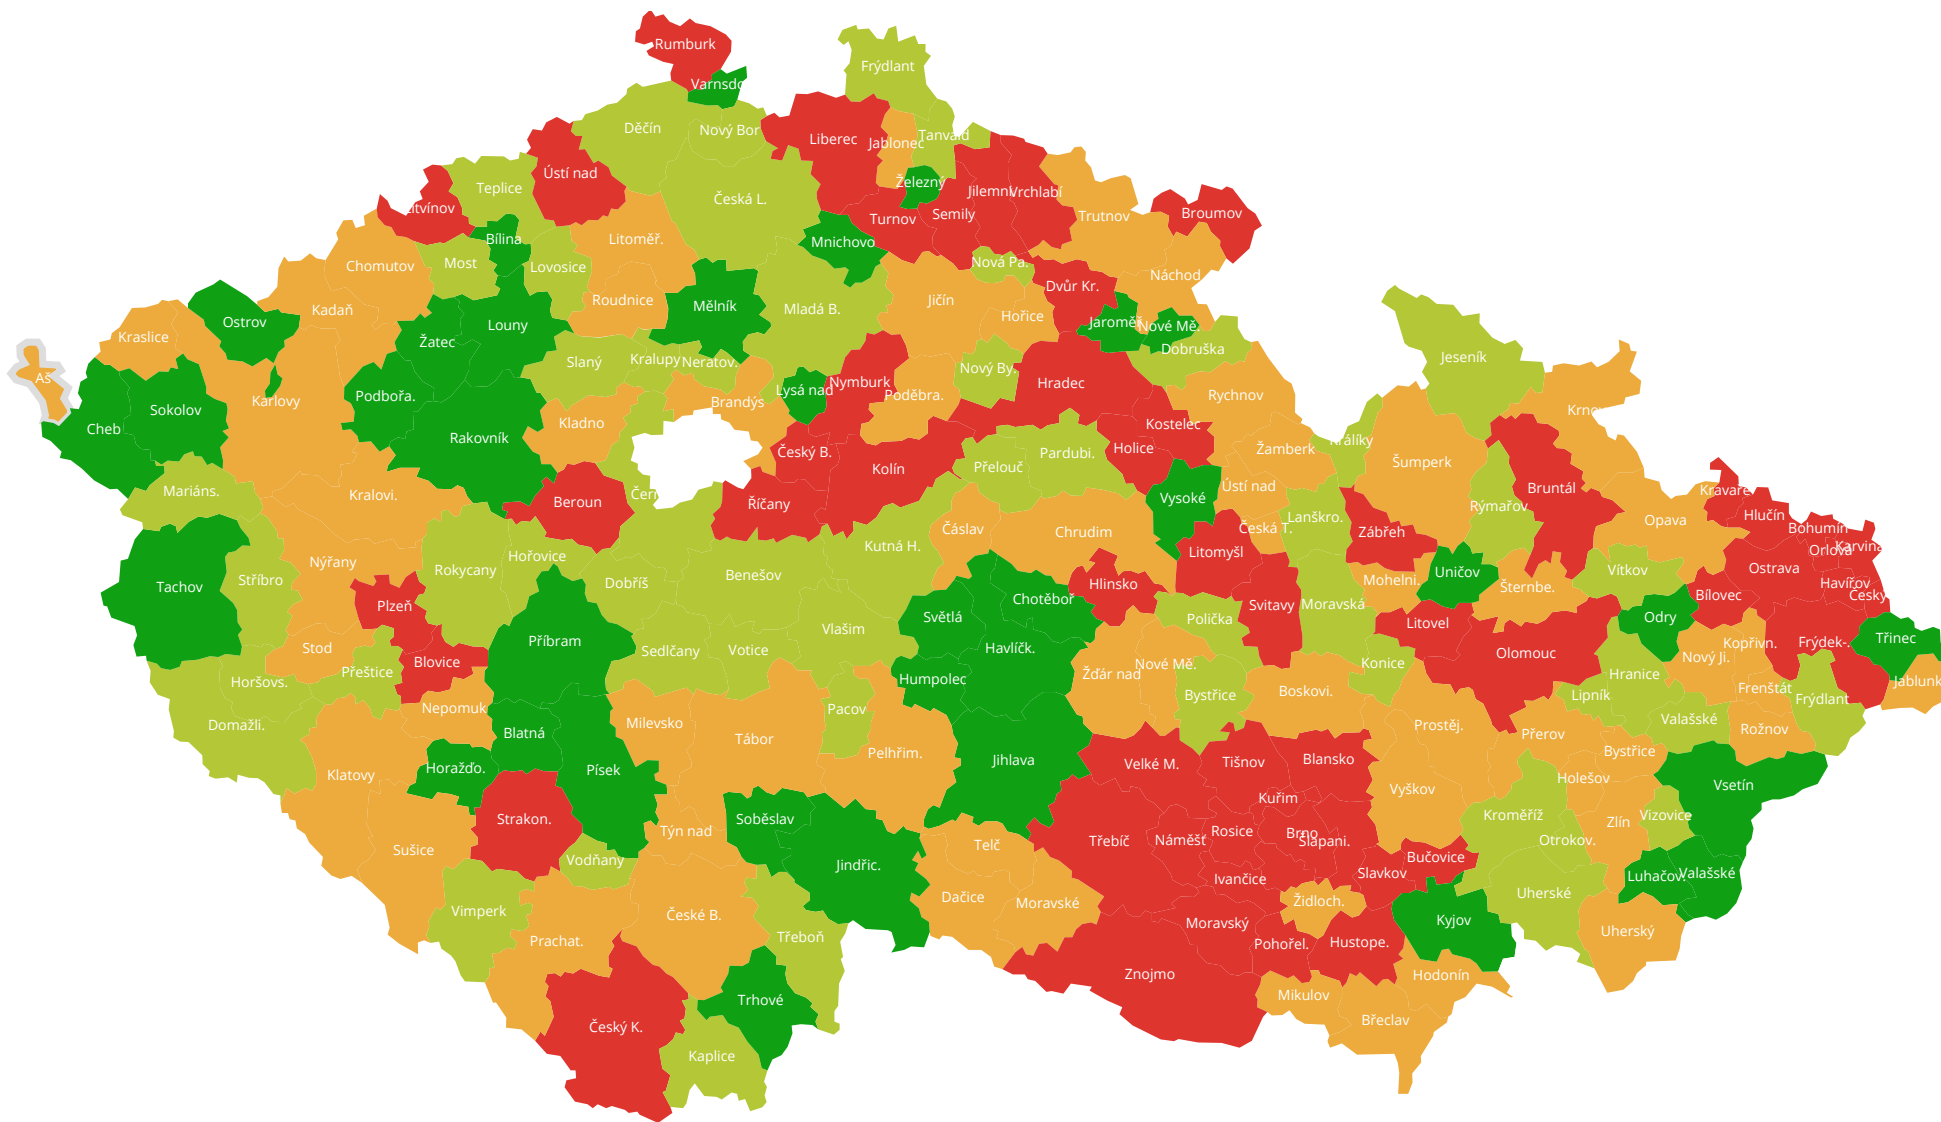 Rumburk
Frýdlant
Varnsdo
Děčín
Nový Bor
Tanvald
Liberec
Jablonec
Ústí nad
Železný
Teplice
Jilemni
Vrchlabí
Česká L.
Broumov
Semily
Trutnov
Turnov
Bílina
Litoměř.
Mnichovo
Most
Nová Pa.
Chomutov
Lovosice
Náchod
Dvůr Kr.
Roudnice
Jičín
Mělník
Mladá B.
Kadaň
Hořice
Ostrov
Jaroměř
Louny
Nové Mě.
Kraslice
Žatec
Dobruška
Jeseník
Kralupy
Slaný
Neratov.
Nový By.
Aš
Nymburk
Hradec
Lysá nad
Podbořa.
Poděbra.
Rychnov
Karlovy
Brandýs
Sokolov
Kladno
Kostelec
Cheb
Rakovník
Králíky
Holice
Žamberk
Český B.
Pardubi.
Šumperk
Přelouč
Kolín
Ústí nad
Bruntál
Mariáns.
Kralovi.
Kravaře
Vysoké
Beroun
Říčany
Rýmařov
Hlučín
Lanškro.
Opava
Čáslav
Česká T.
Bohumín
Chrudim
Zábřeh
Kutná H.
Karvina
Orlová
Litomyšl
Hořovice
Nýřany
Ostrava
Rokycany
Vítkov
Uničov
Benešov
Stříbro
Mohelni.
Havířov
Dobříš
Hlinsko
Tachov
Šternbe.
Český
Bílovec
Chotěboř
Moravská
Plzeň
Svitavy
Světlá
Odry
Polička
Litovel
Vlašim
Třinec
Příbram
Frýdek-.
Kopřivn.
Stod
Havlíčk.
Votice
Sedlčany
Olomouc
Nový Ji.
Blovice
Konice
Nové Mě.
Přeštice
Hranice
Žďár nad
Humpolec
Horšovs.
Jablunk
Frenštát
Boskovi.
Bystřice
Lipník
Frýdlant
Nepomuk
Pacov
Valašské
Milevsko
Domažli.
Prostěj.
Rožnov
Blatná
Přerov
Tábor
Bystřice
Pelhřim.
Blansko
Jihlava
Tišnov
Velké M.
Horažďo.
Písek
Klatovy
Holešov
Vsetín
Vyškov
Kuřim
Kroměříž
Vizovice
Strakon.
Soběslav
Zlín
Týn nad
Rosice
Brno
Náměšť
Třebíč
Šlapani.
Otrokov.
Telč
Sušice
Bučovice
Vodňany
Jindřic.
Slavkov
Valašské
Luhačov.
Ivančice
Uherské
Dačice
Židloch.
Moravské
Vimperk
České B.
Kyjov
Moravský
Uherský
Třeboň
Prachat.
Hustope.
Pohořel.
Znojmo
Hodonín
Mikulov
Trhové
Břeclav
Český K.
Kaplice